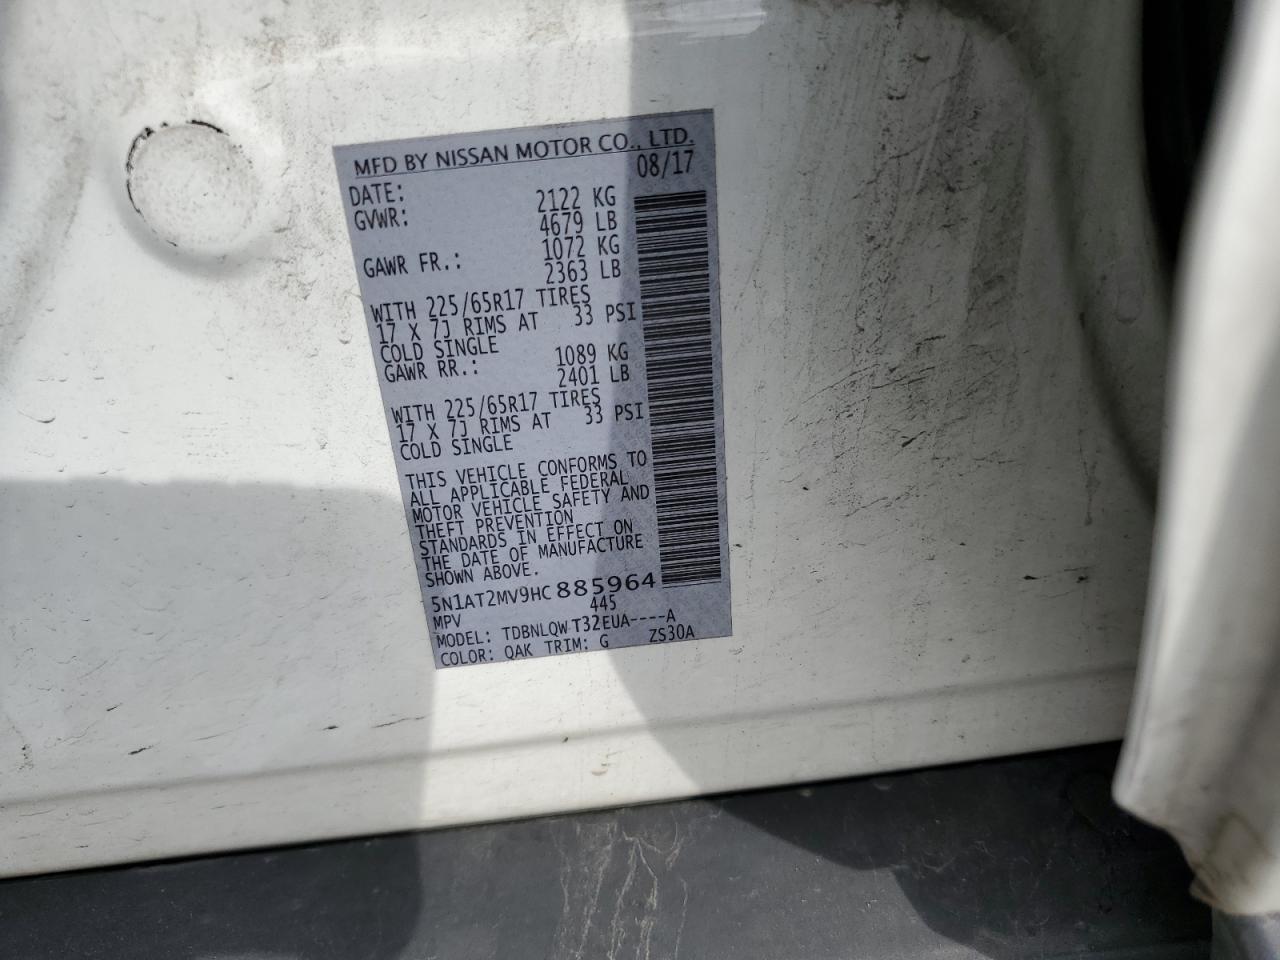 MFD BY NISSAN MOTOR CO., LTD.
DATE: 08/17
GVWR: 2122 KG
4679 LB
GAWR FR.: 1072 KG
2363 LB
WITH 225/65R17 TIRES
17 X 7J RIMS AT 33 PSI
COLD SINGLE
GAWR RR.: 1089 KG
2401 LB
WITH 225/65R17 TIRES
17 X 7J RIMS AT 33 PSI
COLD SINGLE
THIS VEHICLE CONFORMS TO
ALL APPLICABLE FEDERAL
MOTOR VEHICLE SAFETY AND
THEFT PREVENTION
STANDARDS IN EFFECT ON
THE DATE OF MANUFACTURE
SHOWN ABOVE.
5N1AT2MV9HC885964
MPV 445
MODEL: TDBNLQWT32EUA----A
COLOR: QAK TRIM: G ZS30A